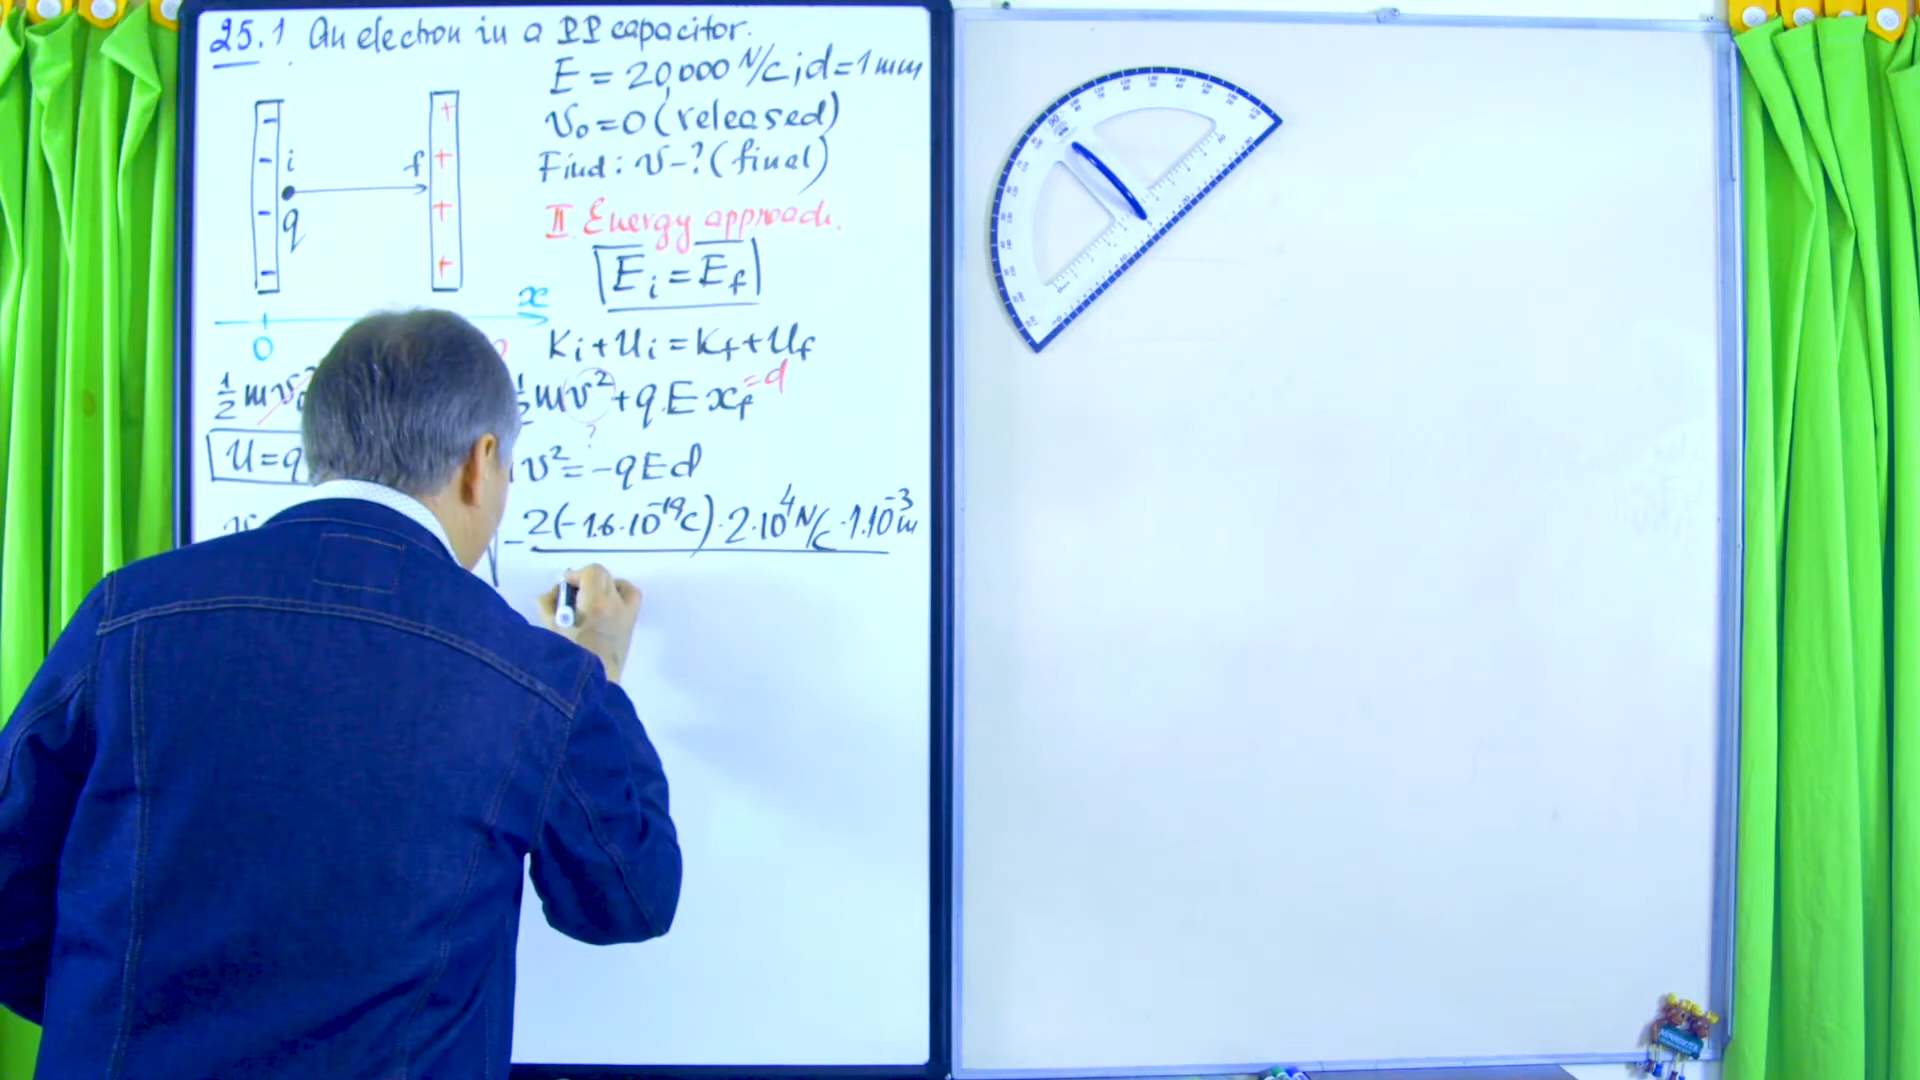 25.1 An electron in a PP capacitor.
E = 20,000 N/C; d=1mm
v₀=0 (released)
Find: v-? (final)
II Energy approach.
Eᵢ = E_f
Kᵢ+Uᵢ=K_f+U_f
i
f
q
- - - -
+ + + +
x
0
½mv₀² ½mv²+qEx_f =d
?
U=q v²=-qEd
-2(-1.6·10⁻¹⁹C)·2·10⁴N/C·1·10⁻³m